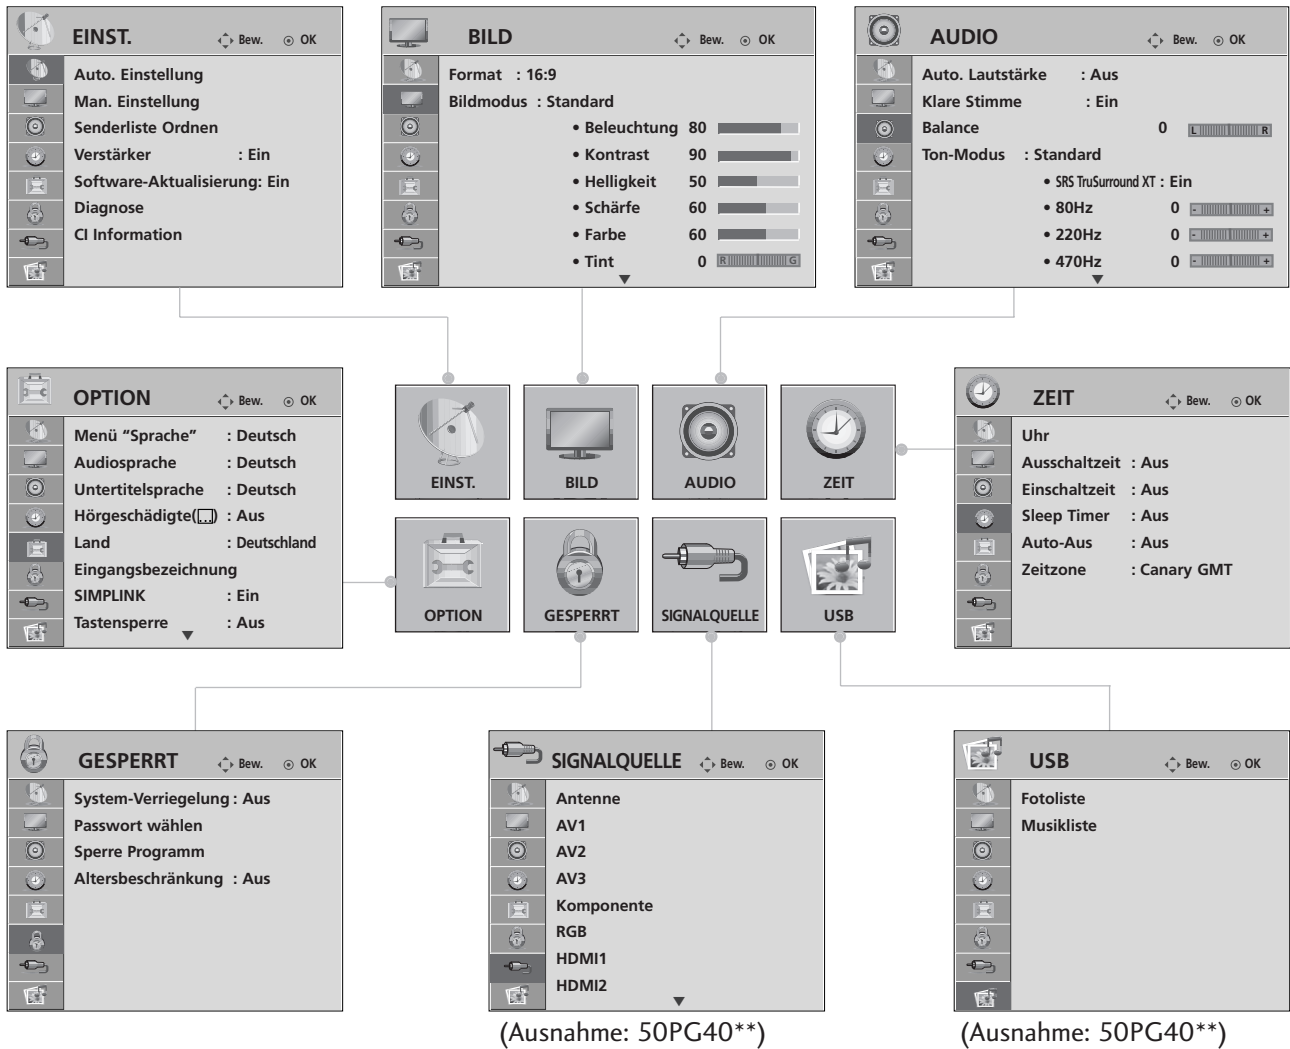 EINST. Bew. OK
Auto. Einstellung
Man. Einstellung
Senderliste Ordnen
Verstärker : Ein
Software-Aktualisierung: Ein
Diagnose
CI Information
BILD Bew. OK
Format : 16:9
Bildmodus : Standard
• Beleuchtung 80
• Kontrast 90
• Helligkeit 50
• Schärfe 60
• Farbe 60
• Tint 0 R G
▼
AUDIO Bew. OK
Auto. Lautstärke : Aus
Klare Stimme : Ein
Balance 0 L R
Ton-Modus : Standard
• SRS TruSurround XT : Ein
• 80Hz 0 - +
• 220Hz 0 - +
• 470Hz 0 - +
▼
OPTION Bew. OK
Menü “Sprache” : Deutsch
Audiosprache : Deutsch
Untertitelsprache : Deutsch
Hörgeschädigte( ) : Aus
Land : Deutschland
Eingangsbezeichnung
SIMPLINK : Ein
Tastensperre : Aus
▼
EINST.
BILD
AUDIO
ZEIT
OPTION
GESPERRT
SIGNALQUELLE
USB
ZEIT Bew. OK
Uhr
Ausschaltzeit : Aus
Einschaltzeit : Aus
Sleep Timer : Aus
Auto-Aus : Aus
Zeitzone : Canary GMT
GESPERRT Bew. OK
System-Verriegelung : Aus
Passwort wählen
Sperre Programm
Altersbeschränkung : Aus
SIGNALQUELLE Bew. OK
Antenne
AV1
AV2
AV3
Komponente
RGB
HDMI1
HDMI2
▼
(Ausnahme: 50PG40**)
USB Bew. OK
Fotoliste
Musikliste
(Ausnahme: 50PG40**)